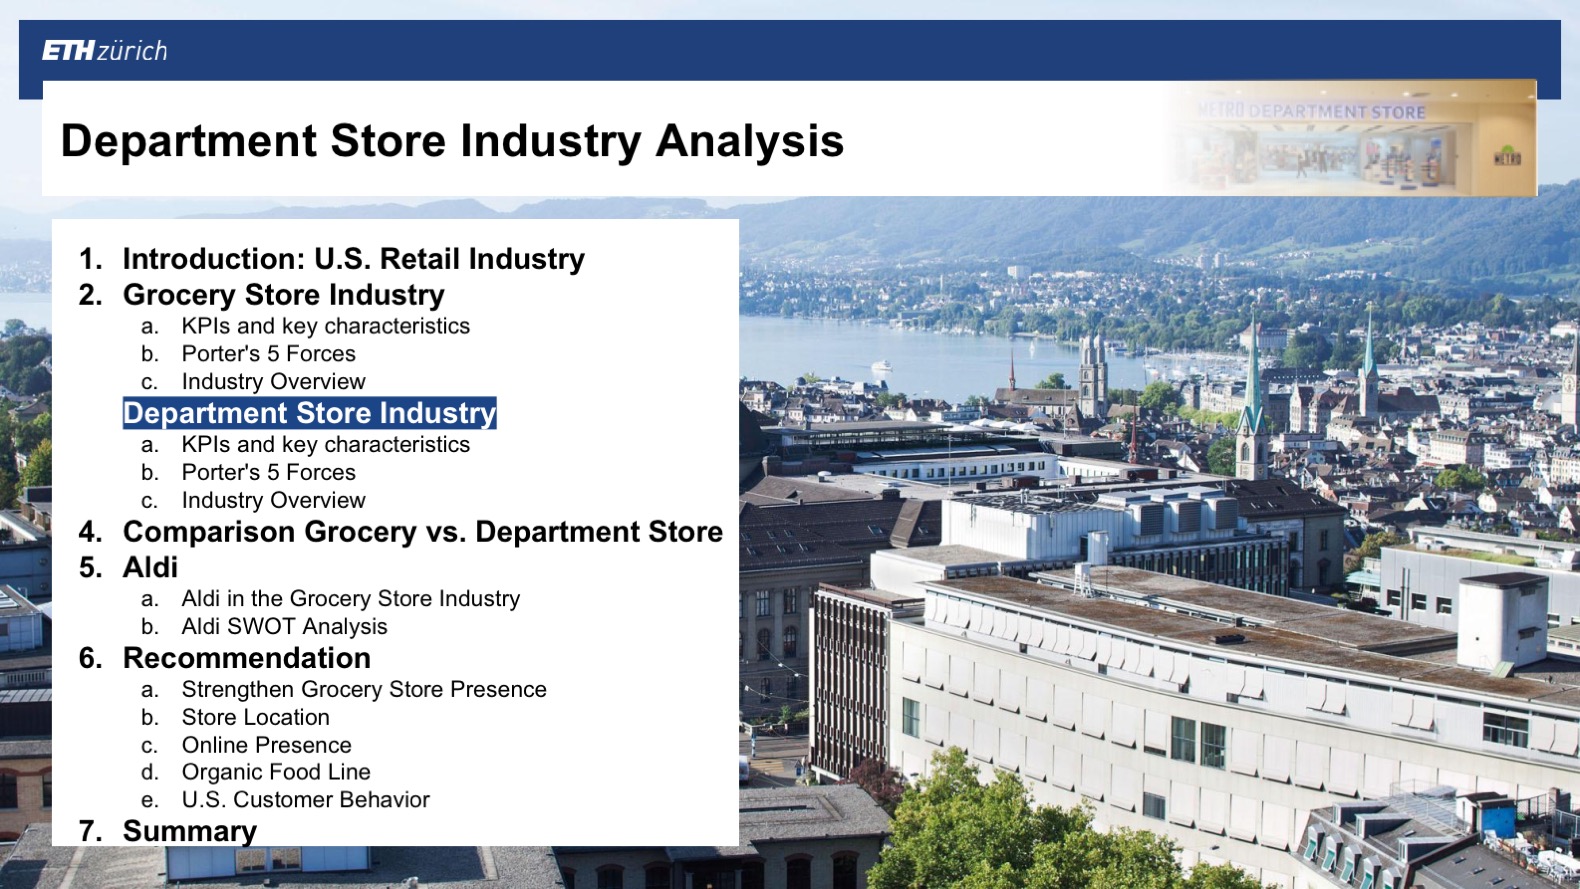 ETH zürich
METRO DEPARTMENT STORE
METRO
Department Store Industry Analysis
1. Introduction: U.S. Retail Industry
2. Grocery Store Industry
a. KPIs and key characteristics
b. Porter's 5 Forces
c. Industry Overview
Department Store Industry
a. KPIs and key characteristics
b. Porter's 5 Forces
c. Industry Overview
4. Comparison Grocery vs. Department Store
5. Aldi
a. Aldi in the Grocery Store Industry
b. Aldi SWOT Analysis
6. Recommendation
a. Strengthen Grocery Store Presence
b. Store Location
c. Online Presence
d. Organic Food Line
e. U.S. Customer Behavior
7. Summary